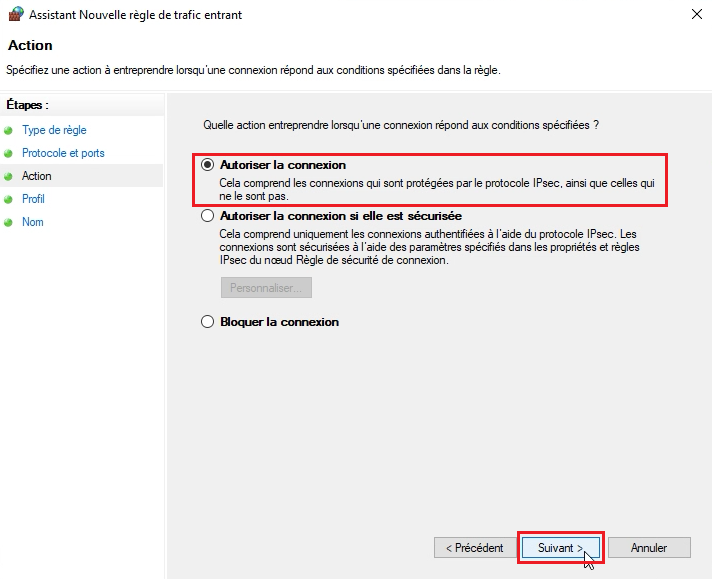 Assistant Nouvelle règle de trafic entrant
Action
Spécifiez une action à entreprendre lorsqu'une connexion répond aux conditions spécifiées dans la règle.
Étapes :
Type de règle
Protocole et ports
Action
Profil
Nom
Quelle action entreprendre lorsqu'une connexion répond aux conditions spécifiées ?
Autoriser la connexion
Cela comprend les connexions qui sont protégées par le protocole IPsec, ainsi que celles qui
ne le sont pas.
Autoriser la connexion si elle est sécurisée
Cela comprend uniquement les connexions authentifiées à l'aide du protocole IPsec. Les
connexions sont sécurisées à l'aide des paramètres spécifiés dans les propriétés et règles
IPsec du nœud Règle de sécurité de connexion.
Personnaliser...
Bloquer la connexion
< Précédent
Suivant >
Annuler